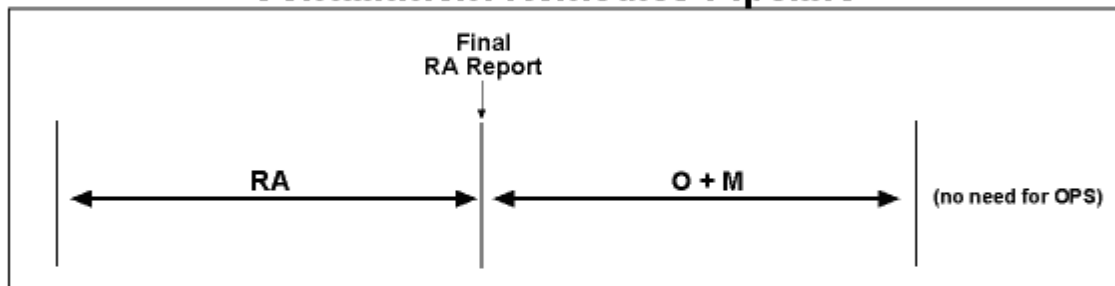 Final
RA Report
RA
O + M
(no need for OPS)